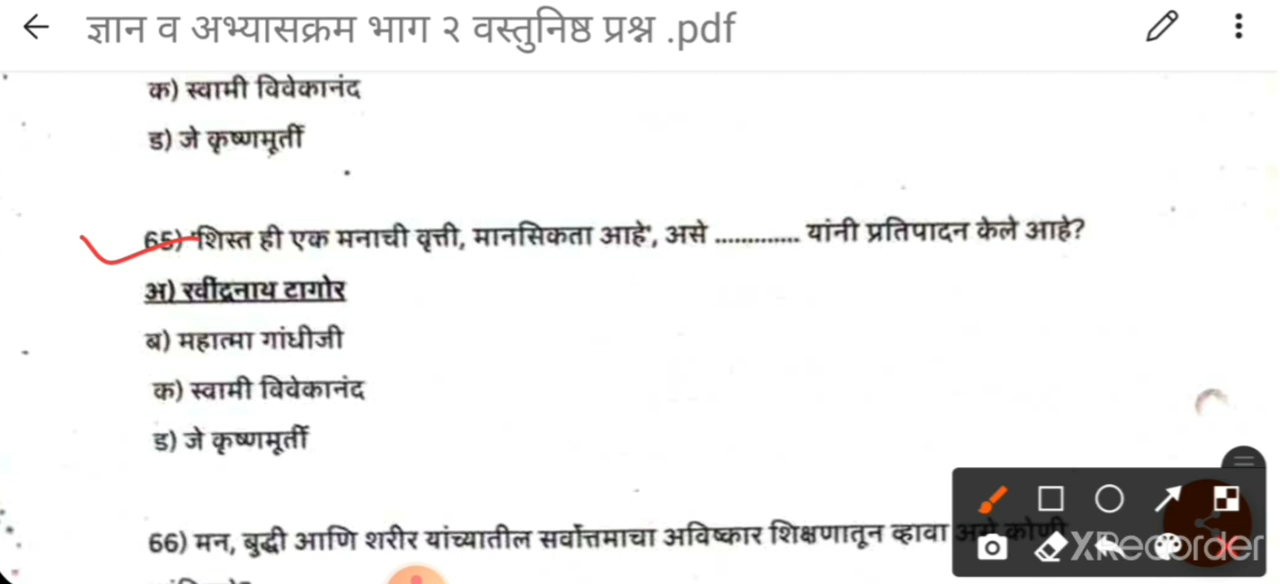 ज्ञान व अभ्यासक्रम भाग २ वस्तुनिष्ठ प्रश्न .pdf
क) स्वामी विवेकानंद
ड) जे कृष्णमूर्ती
65) 'शिस्त ही एक मनाची वृत्ती, मानसिकता आहे', असे ............. यांनी प्रतिपादन केले आहे?
अ) रवींद्रनाथ टागोर
ब) महात्मा गांधीजी
क) स्वामी विवेकानंद
ड) जे कृष्णमूर्ती
66) मन, बुद्धी आणि शरीर यांच्यातील सर्वोत्तमाचा अविष्कार शिक्षणातून व्हावा असे कोणी
XRecorder